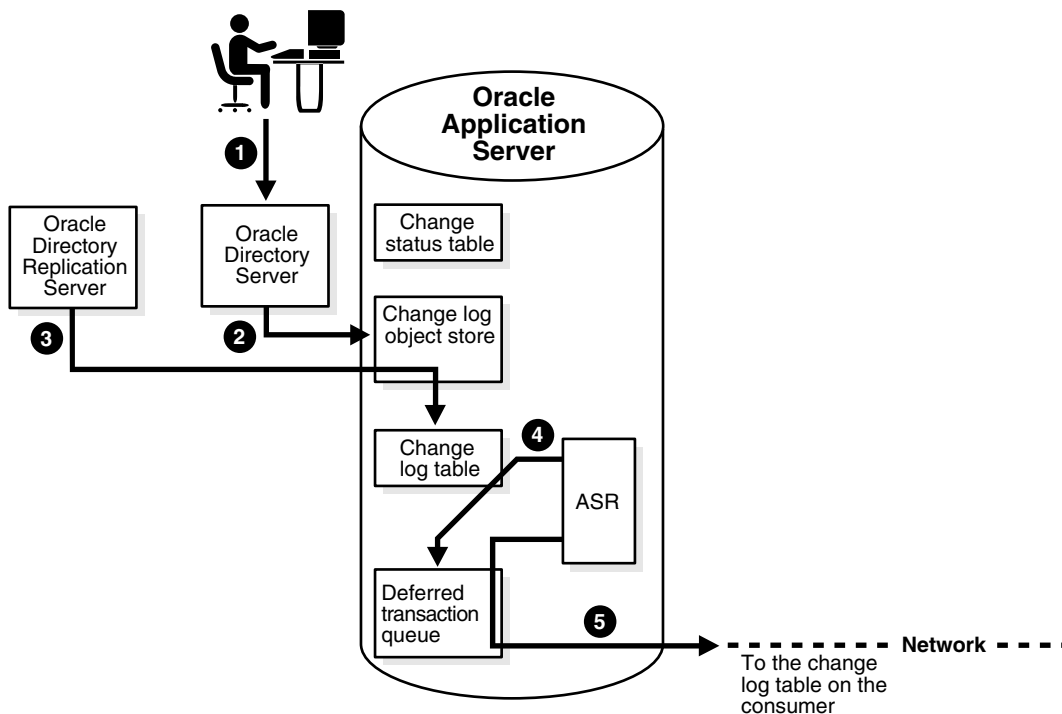 Oracle
Application
Server
1
Oracle
Directory
Replication
Server
Oracle
Directory
Server
Change
status table
3
2
Change log
object store
Change
log table
4
ASR
Deferred
transaction
queue
5
Network
To the change
log table on the
consumer